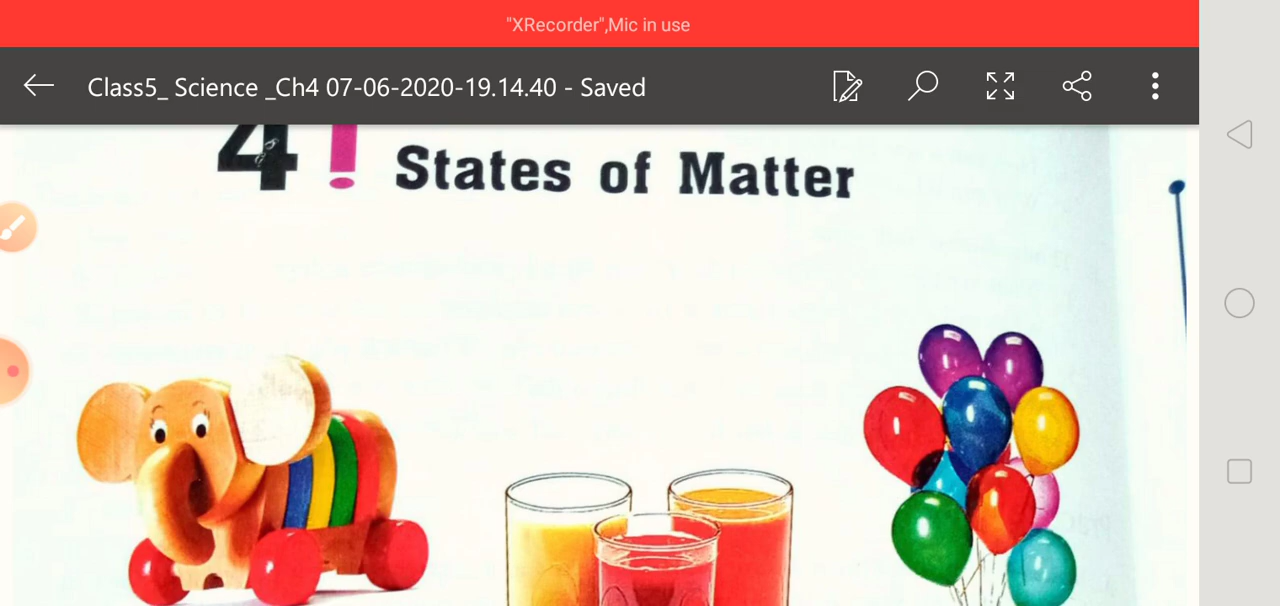 "XRecorder",Mic in use
Class5_ Science _Ch4 07-06-2020-19.14.40 - Saved
4! States of Matter